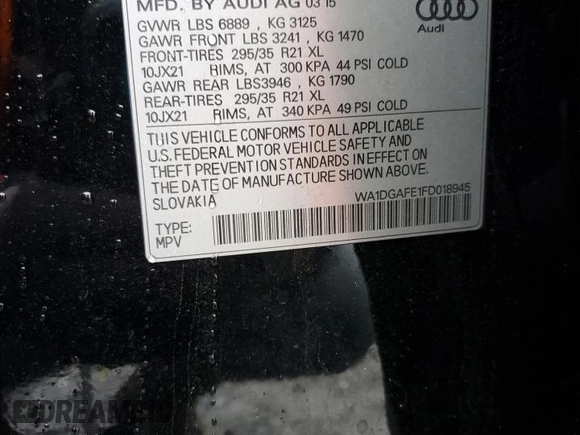 MFD. BY AUDI AG 03 15
GVWR LBS 6889 , KG 3125
GAWR FRONT LBS 3241 , KG 1470
FRONT-TIRES 295/35 R21 XL
10JX21 RIMS, AT 300 KPA 44 PSI COLD
GAWR REAR LBS3946 , KG 1790
REAR-TIRES 295/35 R21 XL
10JX21 RIMS, AT 340 KPA 49 PSI COLD
Audi
THIS VEHICLE CONFORMS TO ALL APPLICABLE
U.S. FEDERAL MOTOR VEHICLE SAFETY AND
THEFT PREVENTION STANDARDS IN EFFECT ON
THE DATE OF MANUFACTURE SHOWN ABOVE.
SLOVAKIA
WA1DGAFE1FD018945
TYPE:
MPV